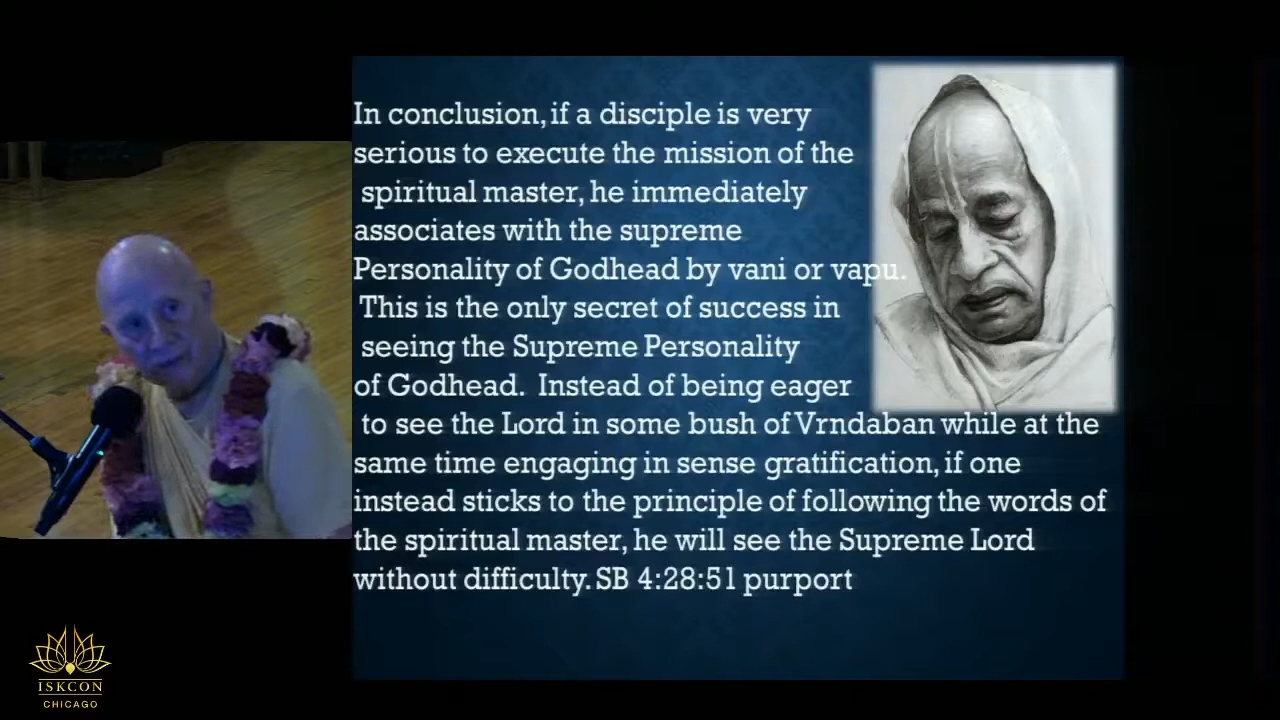 In conclusion, if a disciple is very
serious to execute the mission of the
spiritual master, he immediately
associates with the supreme
Personality of Godhead by vani or vapu.
This is the only secret of success in
seeing the Supreme Personality
of Godhead. Instead of being eager
to see the Lord in some bush of Vrndaban while at the
same time engaging in sense gratification, if one
instead sticks to the principle of following the words of
the spiritual master, he will see the Supreme Lord
without difficulty. SB 4:28:51 purport
ISKCON
CHICAGO